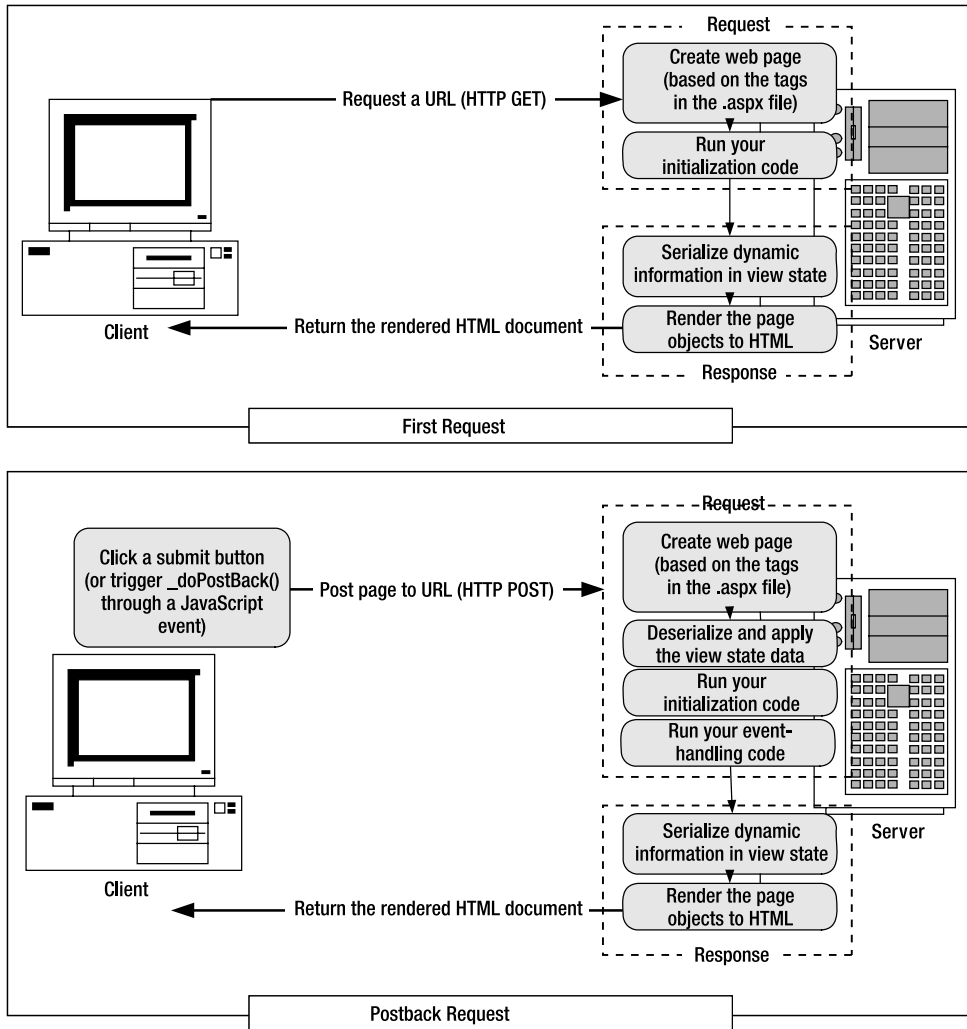 Request
Create web page
(based on the tags
in the .aspx file)
Request a URL (HTTP GET)
Run your
initialization code
Serialize dynamic
information in view state
Client
Return the rendered HTML document
Render the page
objects to HTML
Server
Response
First Request
Request
Click a submit button
(or trigger _doPostBack()
through a JavaScript
event)
Post page to URL (HTTP POST)
Create web page
(based on the tags
in the .aspx file)
Deserialize and apply
the view state data
Run your
initialization code
Run your event-
handling code
Serialize dynamic
information in view state
Server
Client
Return the rendered HTML document
Render the page
objects to HTML
Response
Postback Request